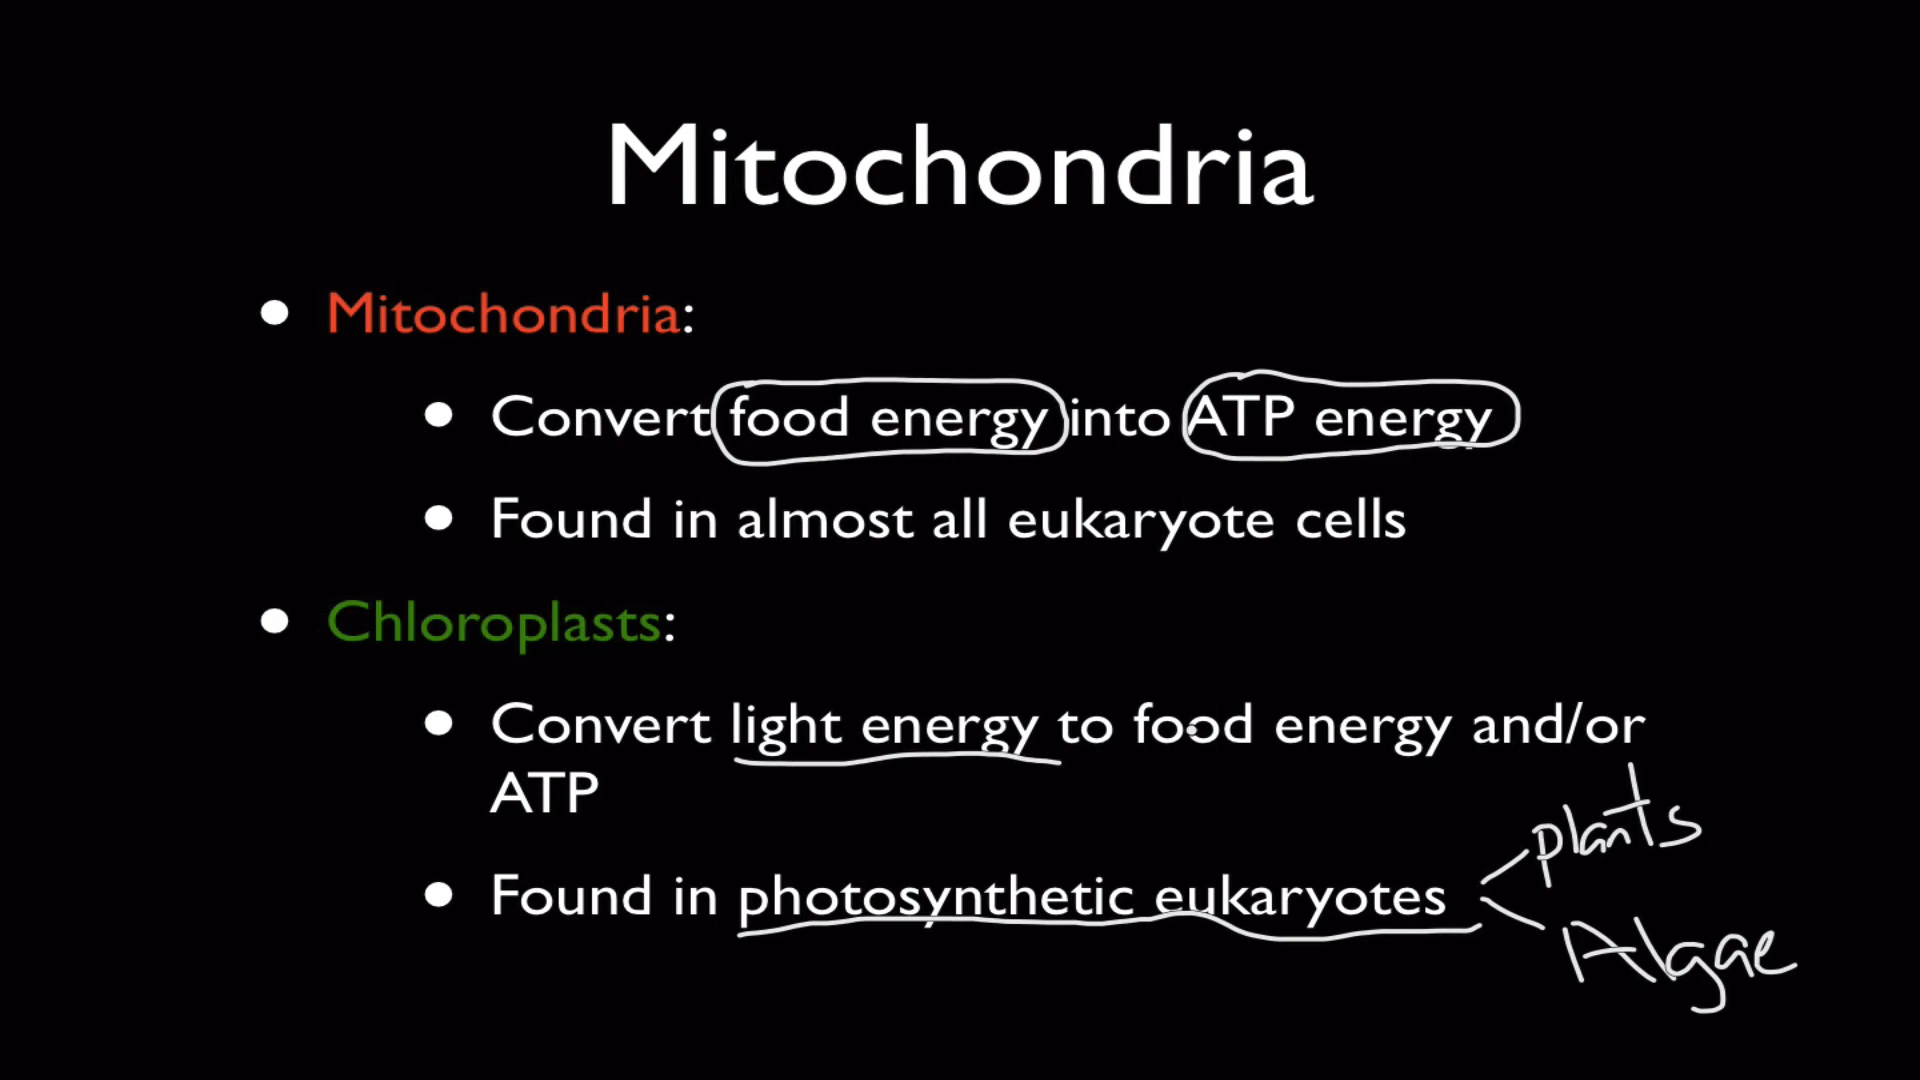 Mitochondria
• Mitochondria:
• Convert food energy into ATP energy
• Found in almost all eukaryote cells
• Chloroplasts:
• Convert light energy to food energy and/or
ATP
plants
• Found in photosynthetic eukaryotes
Algae